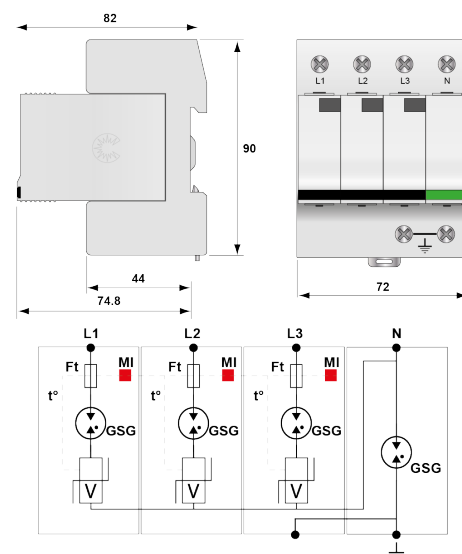 82
L1 L2 L3 N
90
44
74.8
72
L1 L2 L3 N
Ft MI Ft MI Ft MI
t° t° t°
GSG GSG GSG
GSG
V V V